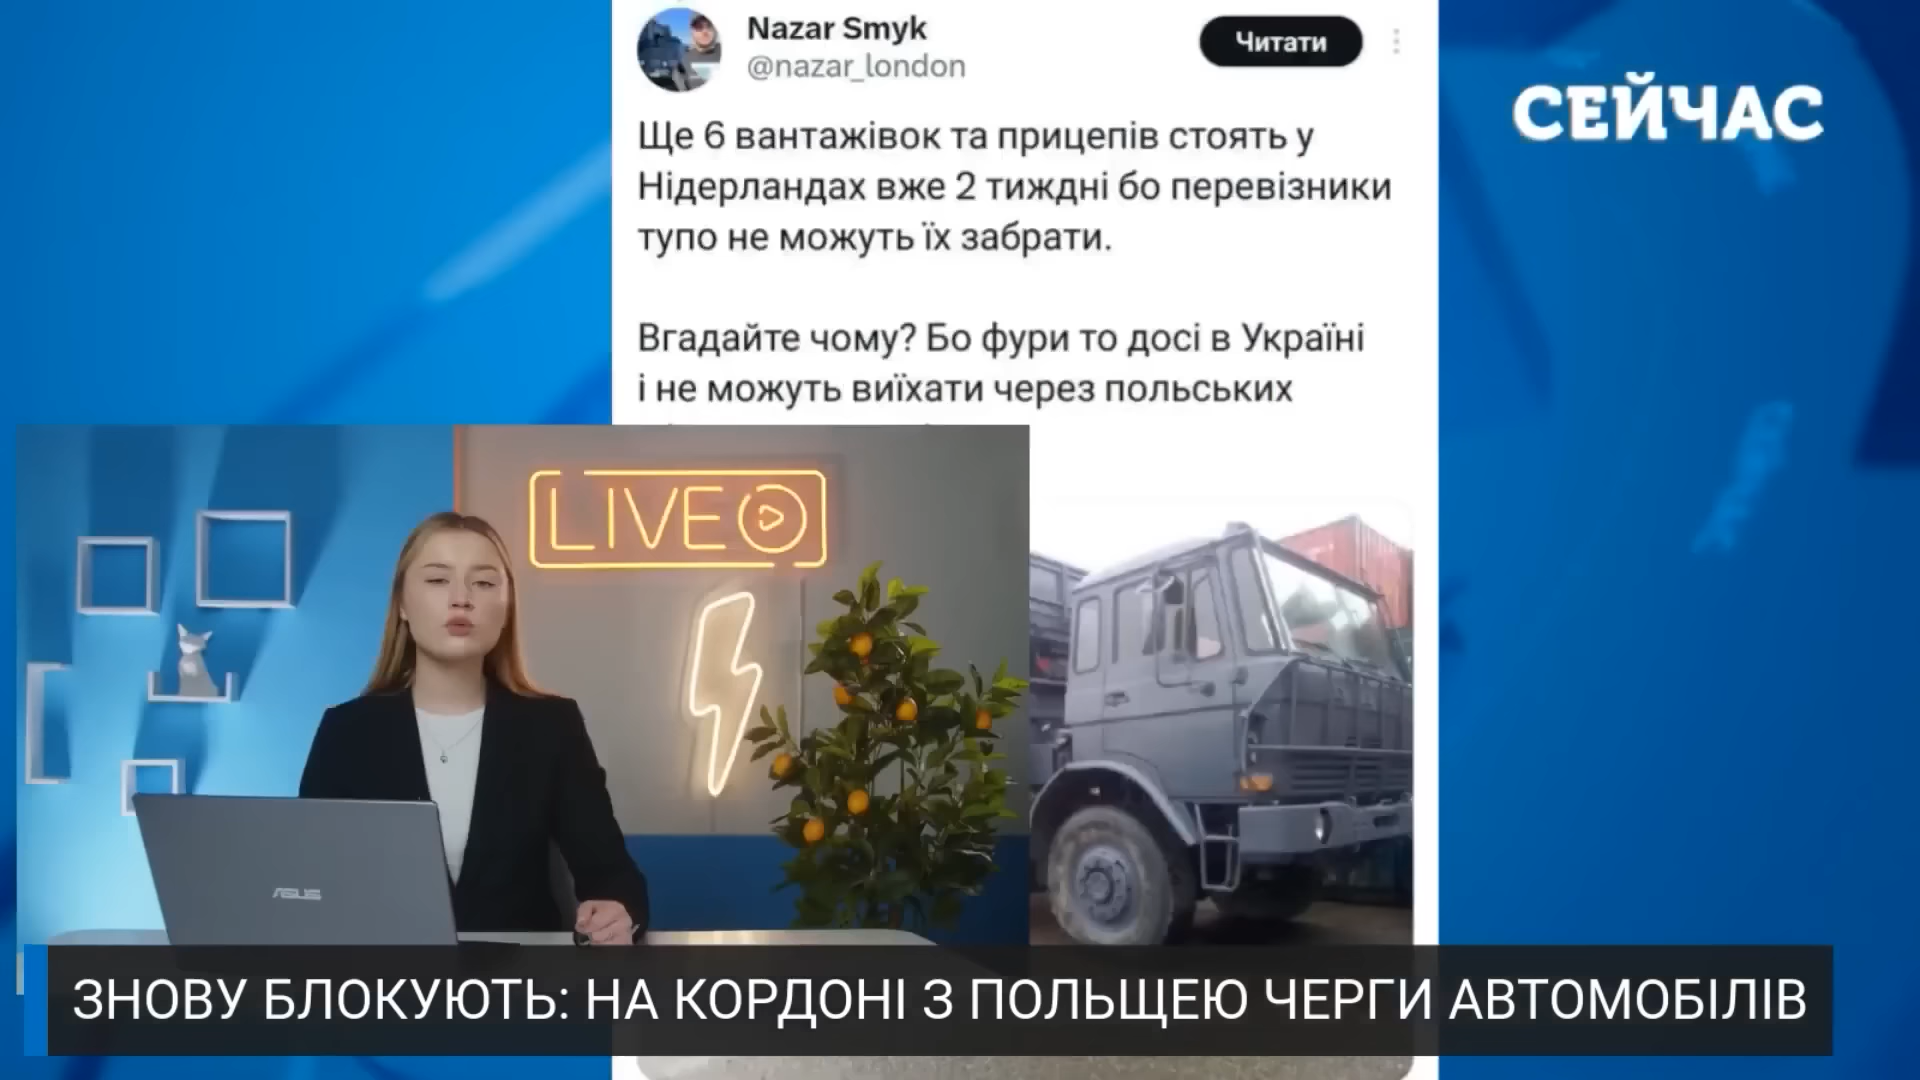 Nazar Smyk
@nazar_london
Читати
СЕЙЧАС
Ще 6 вантажівок та прицепів стоять у
Нідерландах вже 2 тиждні бо перевізники
тупо не можуть їх забрати.
Вгадайте чому? Бо фури то досі в Україні
і не можуть виїхати через польських
LIVE
ASUS
ЗНОВУ БЛОКУЮТЬ: НА КОРДОНІ З ПОЛЬЩЕЮ ЧЕРГИ АВТОМОБІЛІВ